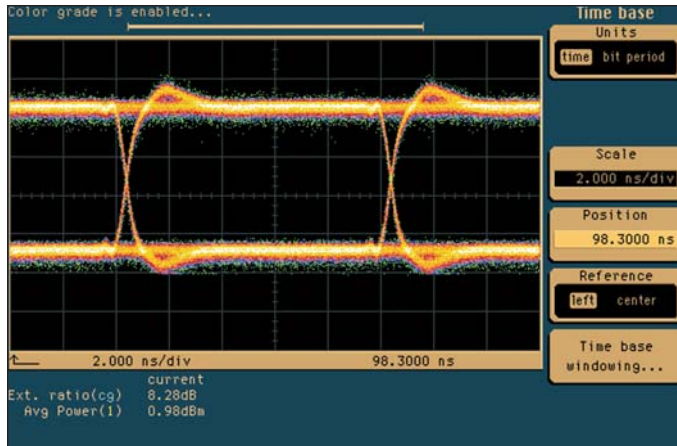 Color grade is enabled...
Time base
Units
time bit period
Scale
2.000 ns/div
Position
98.3000 ns
Reference
left center
Time base
windowing...
2.000 ns/div 98.3000 ns
current
Ext. ratio(cg) 8.28dB
Avg Power(1) 0.98dBm